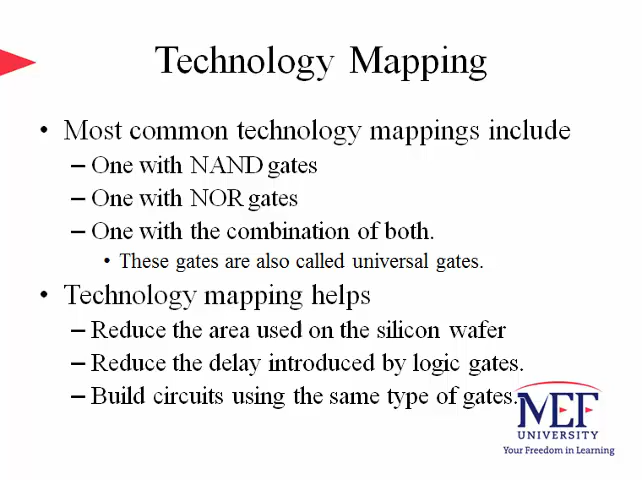 Technology Mapping
• Most common technology mappings include
– One with NAND gates
– One with NOR gates
– One with the combination of both.
• These gates are also called universal gates.
• Technology mapping helps
– Reduce the area used on the silicon wafer
– Reduce the delay introduced by logic gates.
– Build circuits using the same type of gates.
MEF
UNIVERSITY
Your Freedom in Learning